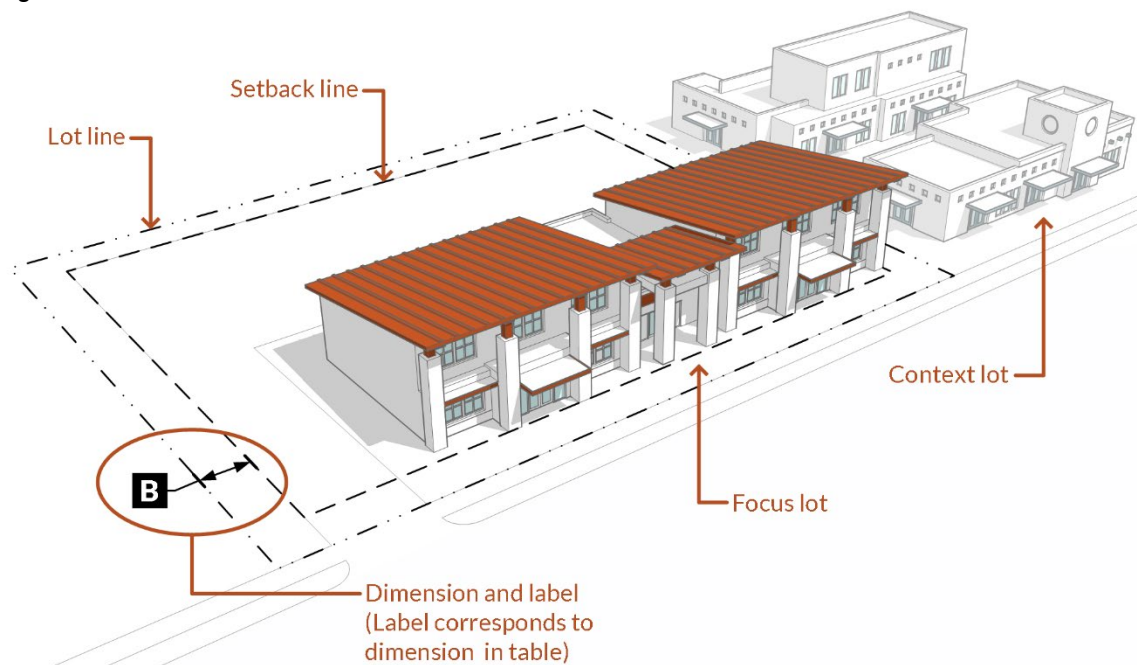 Setback line
Lot line
Context lot
Focus lot
B
Dimension and label
(Label corresponds to
dimension in table)